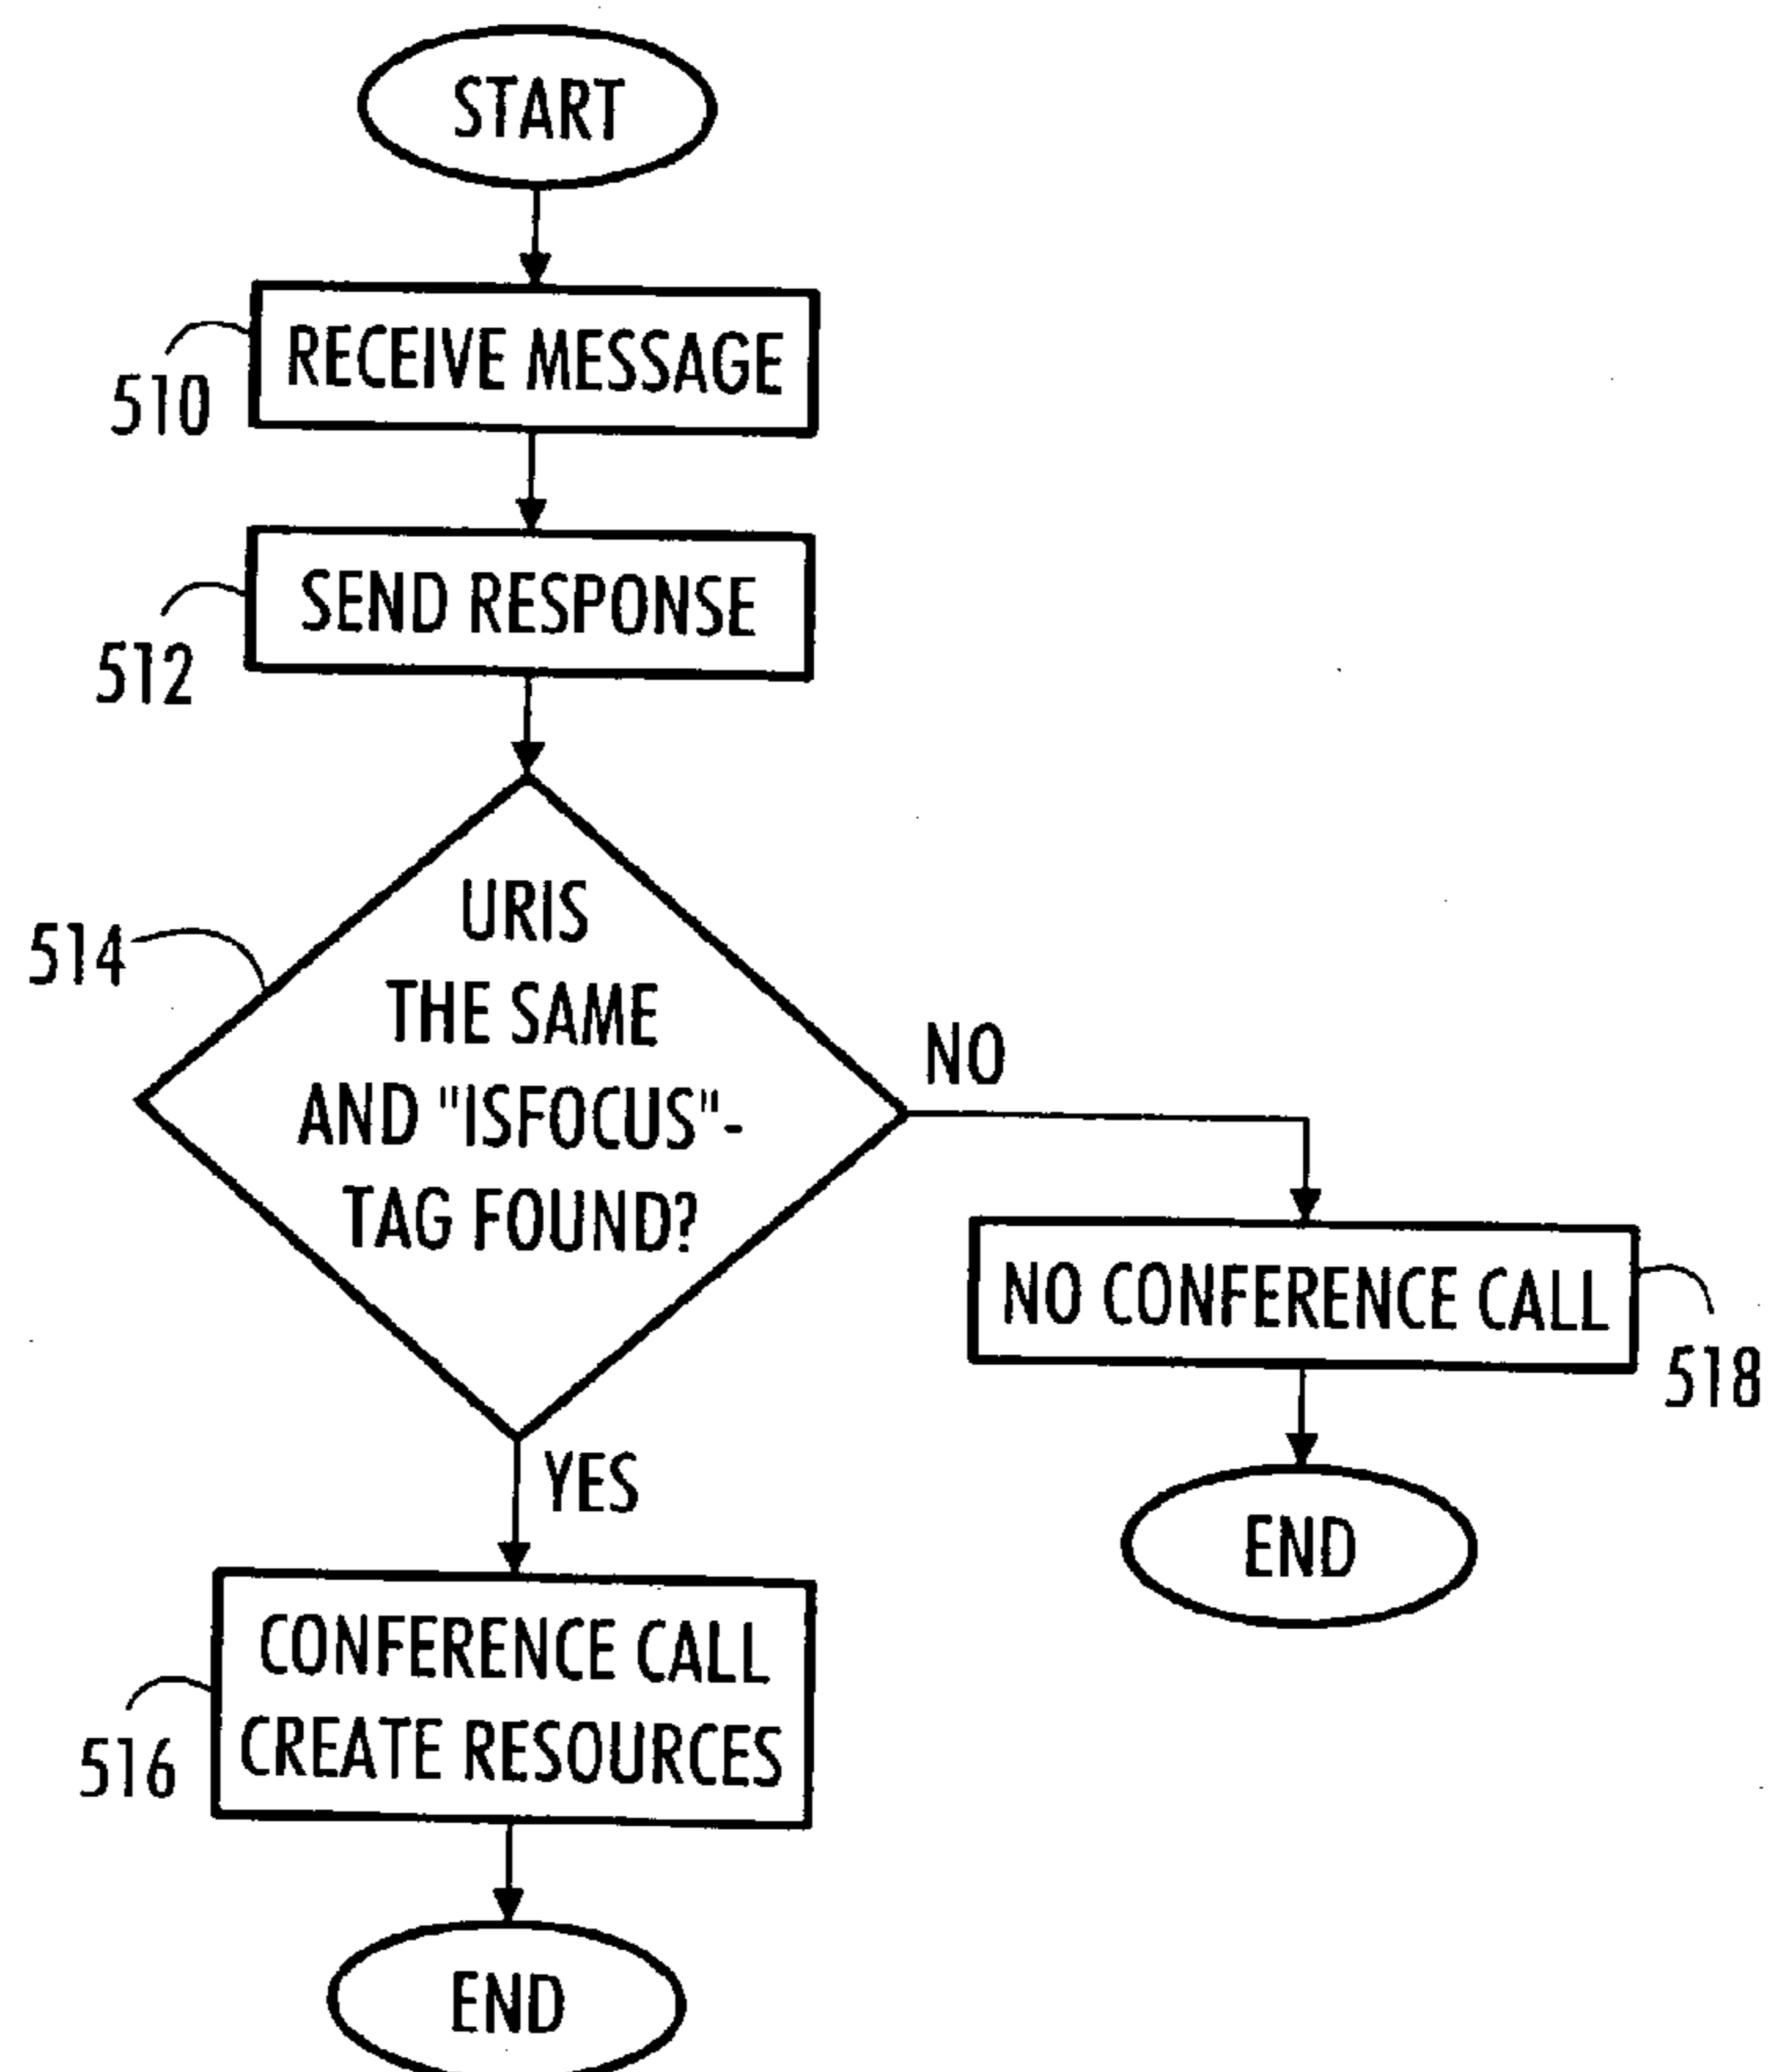 START
RECEIVE MESSAGE
510
SEND RESPONSE
512
URIS
THE SAME
AND "ISFOCUS"-
TAG FOUND?
514
NO
NO CONFERENCE CALL
518
END
YES
CONFERENCE CALL
CREATE RESOURCES
516
END